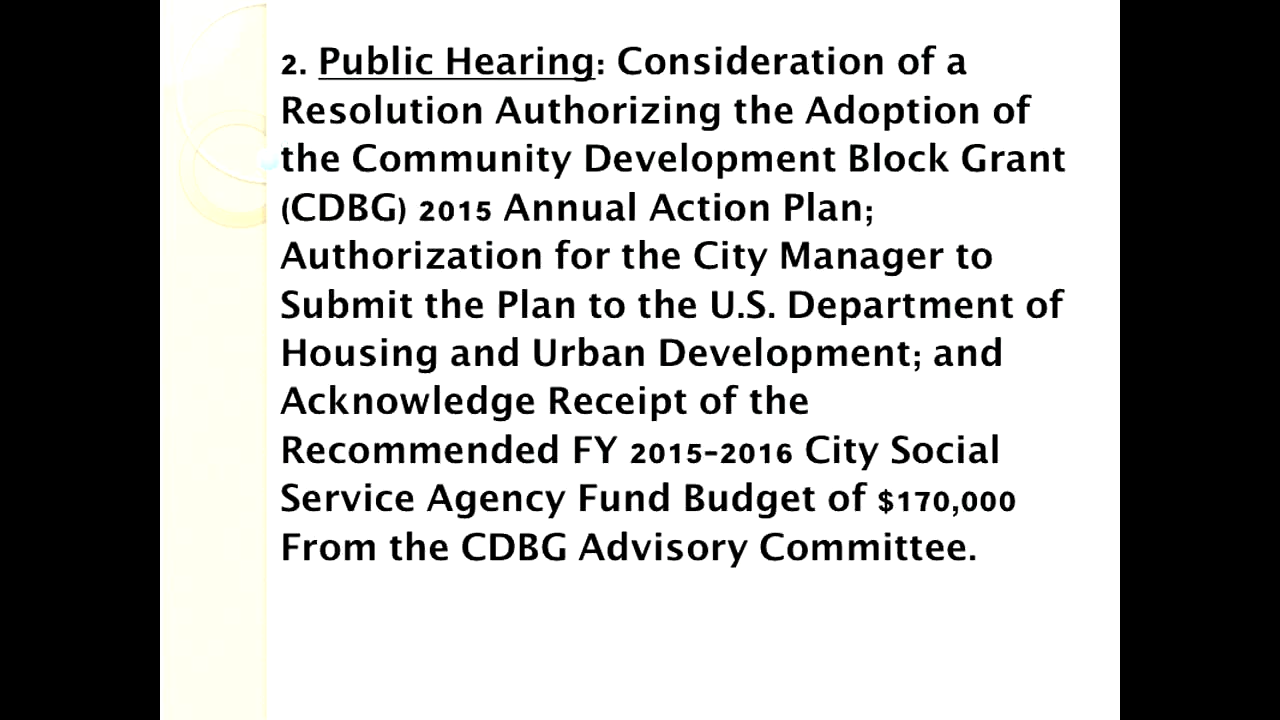 2. Public Hearing: Consideration of a
Resolution Authorizing the Adoption of
the Community Development Block Grant
(CDBG) 2015 Annual Action Plan;
Authorization for the City Manager to
Submit the Plan to the U.S. Department of
Housing and Urban Development; and
Acknowledge Receipt of the
Recommended FY 2015-2016 City Social
Service Agency Fund Budget of $170,000
From the CDBG Advisory Committee.